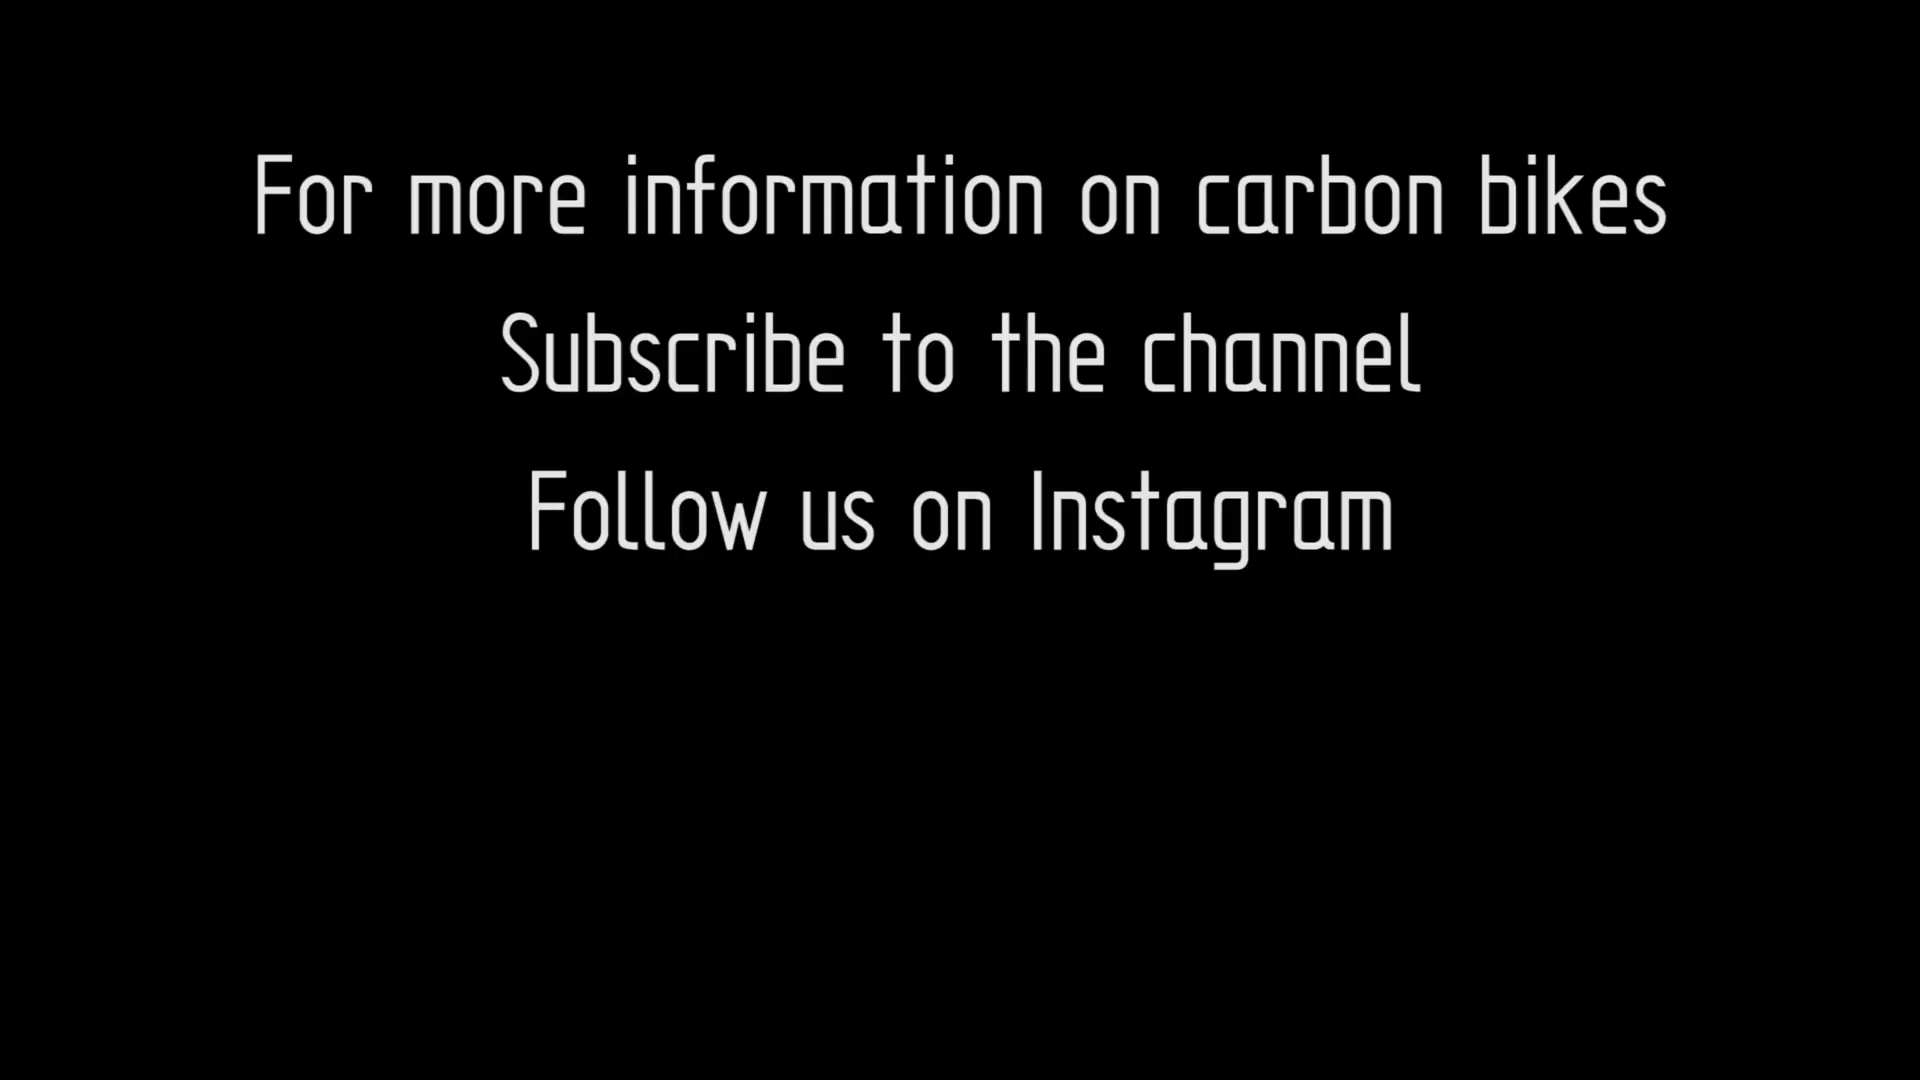 For more information on carbon bikes
Subscribe to the channel
Follow us on Instagram